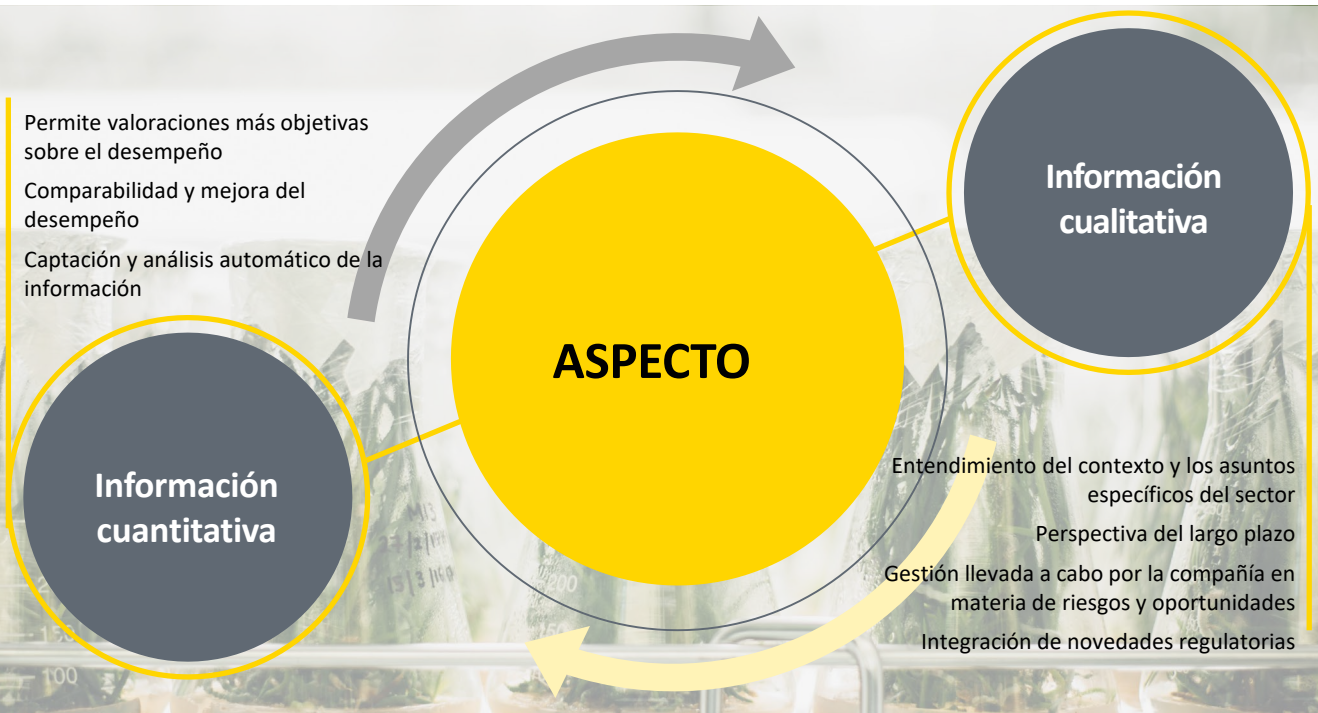 Permite valoraciones más objetivas
sobre el desempeño
Comparabilidad y mejora del
desempeño
Captación y análisis automático de la
información
Información
cuantitativa
ASPECTO
Información
cualitativa
Entendimiento del contexto y los asuntos
específicos del sector
Perspectiva del largo plazo
Gestión llevada a cabo por la compañía en
materia de riesgos y oportunidades
Integración de novedades regulatorias
200
100